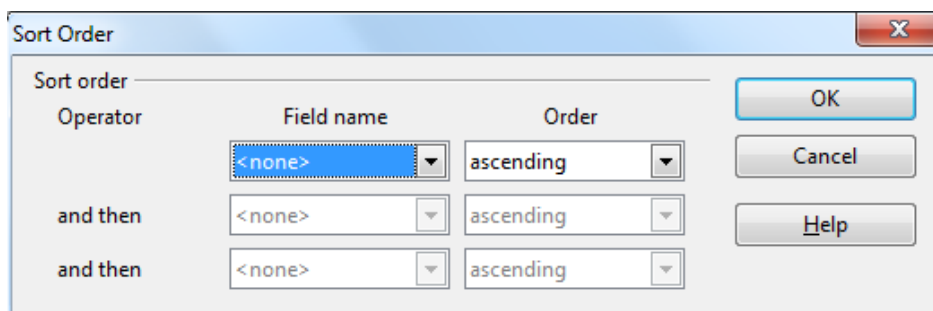 Sort Order
Sort order
Operator Field name Order
<none> ascending
and then <none> ascending
and then <none> ascending
OK
Cancel
Help